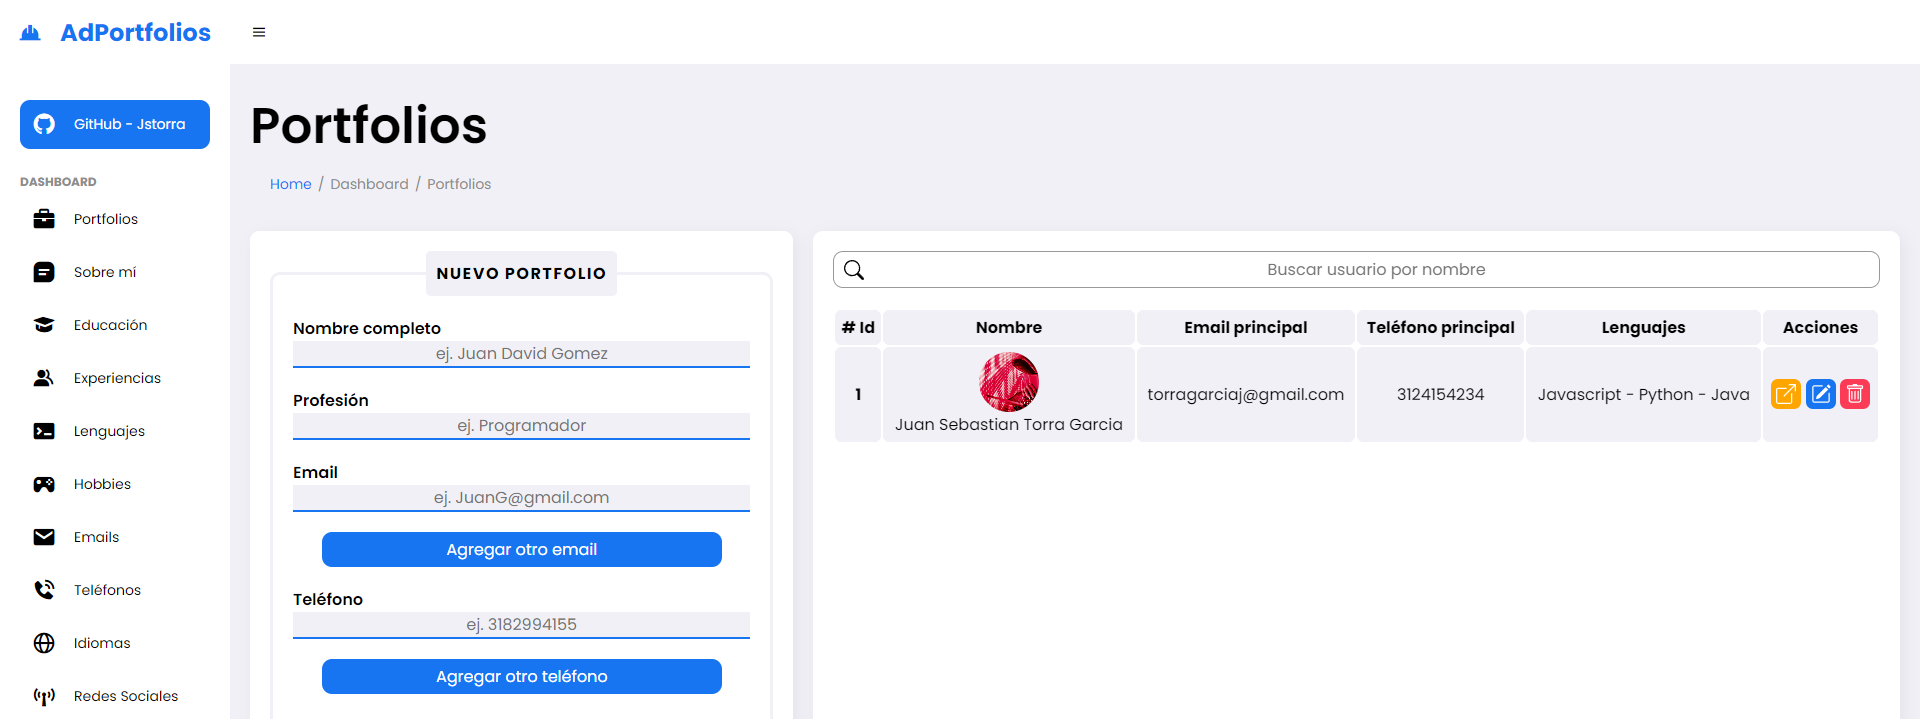 AdPortfolios
GitHub - Jstorra
DASHBOARD
Portfolios
Sobre mí
Educación
Experiencias
Lenguajes
Hobbies
Emails
Teléfonos
Idiomas
Redes Sociales
Portfolios
Home / Dashboard / Portfolios
NUEVO PORTFOLIO
Nombre completo
ej. Juan David Gomez
Profesión
ej. Programador
Email
ej. JuanG@gmail.com
Agregar otro email
Teléfono
ej. 3182994155
Agregar otro teléfono
Buscar usuario por nombre
# Id Nombre Email principal Teléfono principal Lenguajes Acciones
1 Juan Sebastian Torra Garcia torragarciaj@gmail.com 3124154234 Javascript - Python - Java